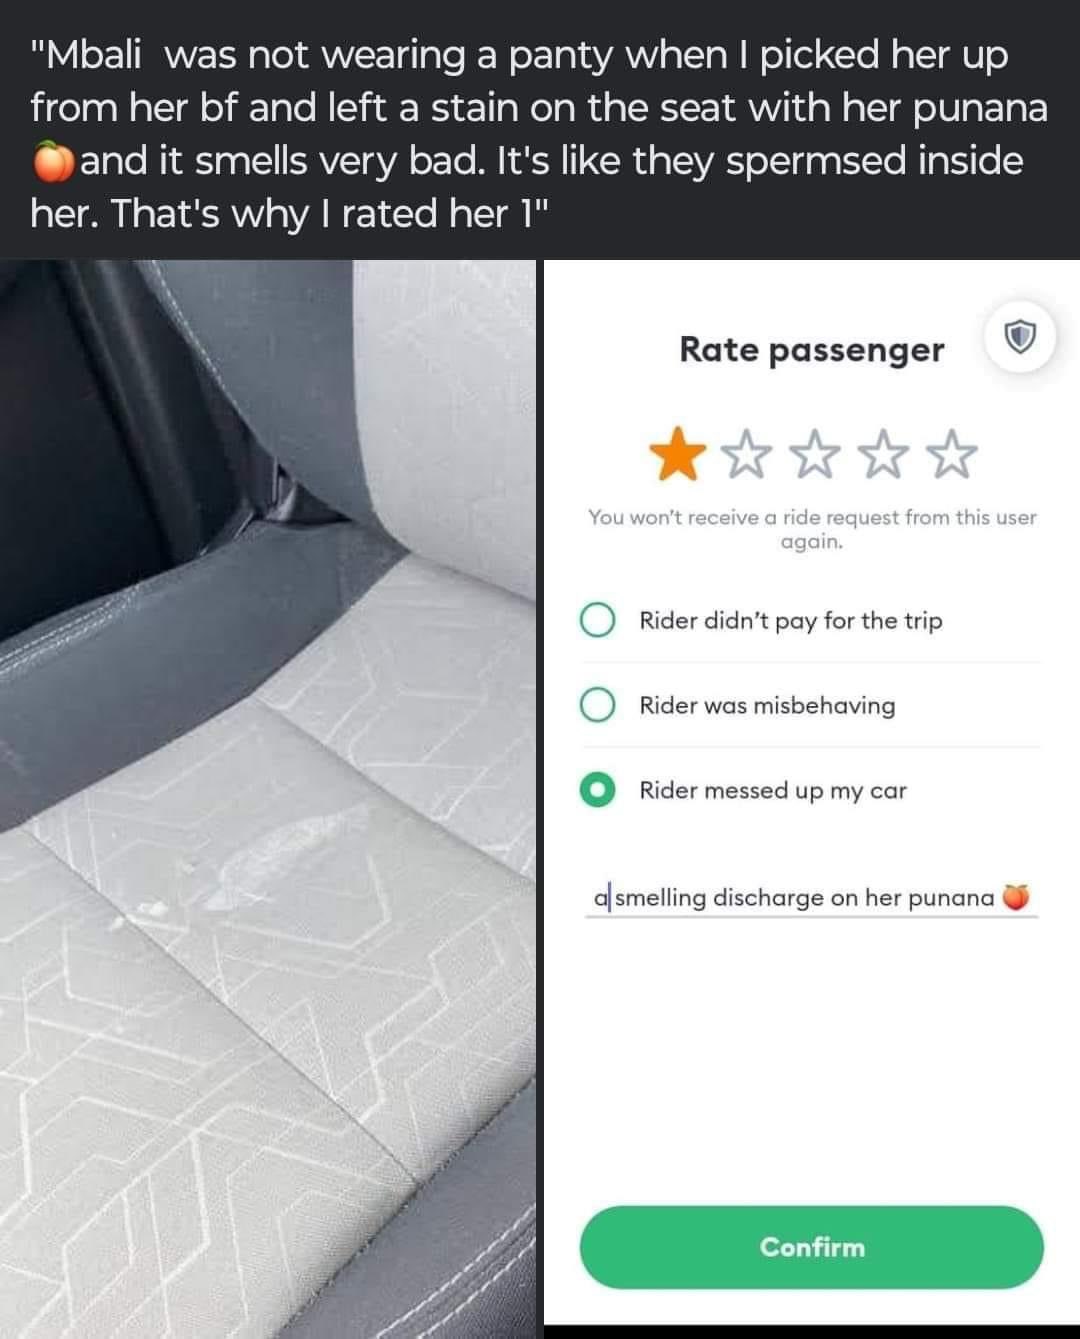 "Mbali was not wearing a panty when I picked her up
from her bf and left a stain on the seat with her punana
🍑and it smells very bad. It's like they spermsed inside
her. That's why I rated her 1"
Rate passenger
You won't receive a ride request from this user
again.
Rider didn't pay for the trip
Rider was misbehaving
Rider messed up my car
a smelling discharge on her punana 🍑
Confirm